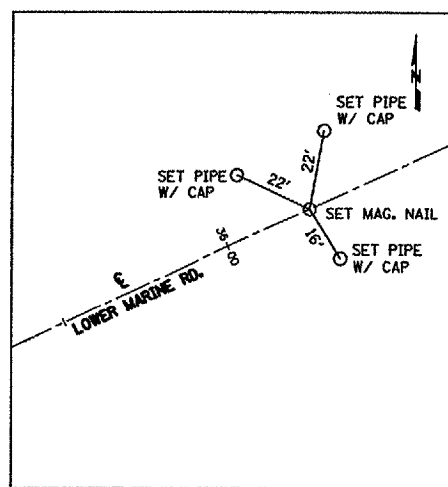 N
SET PIPE
W/ CAP
SET PIPE
W/ CAP
22'
22'
SET MAG. NAIL
16'
SET PIPE
W/ CAP
36+00
℄
LOWER MARINE RD.